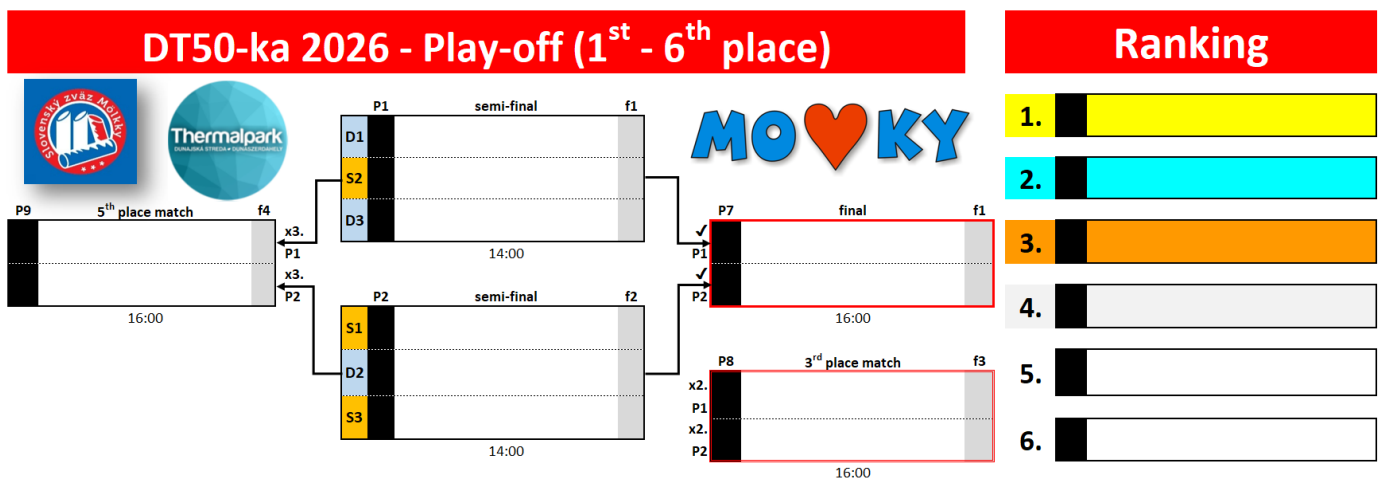 DT50-ka 2026 - Play-off (1st - 6th place)
Ranking
Slovenský zväz Mölkky
Thermalpark
DUNAJSKÁ STREDA • DUNASZERDAHELY
MO KY
P1 semi-final f1
D1
S2
D3
14:00
P9 5th place match f4
x3.
P1
x3.
P2
16:00
P2 semi-final f2
S1
D2
S3
14:00
P7 final f1
✓
P1
✓
P2
16:00
P8 3rd place match f3
x2.
P1
x2.
P2
16:00
1.
2.
3.
4.
5.
6.